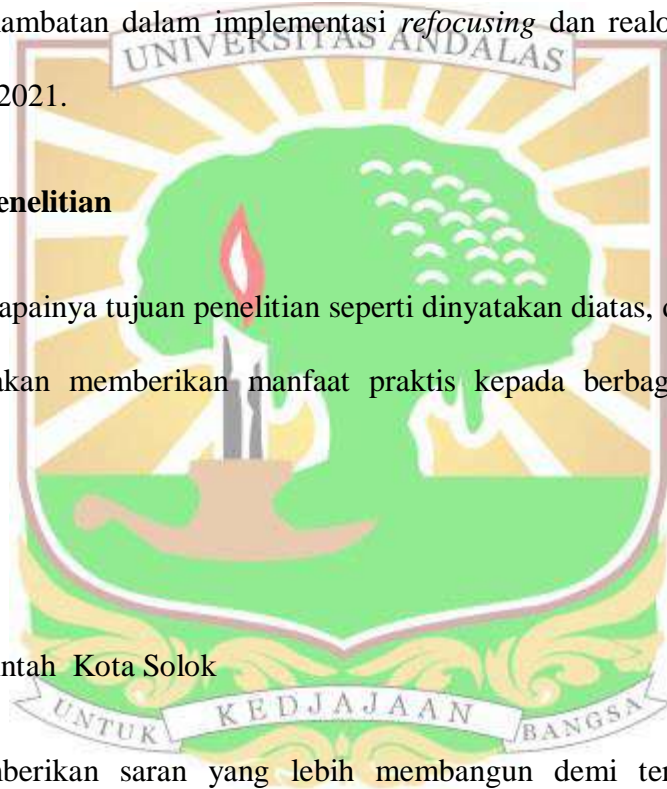 ambatan dalam implementasi refocusing dan realo
UNIVERSITAS ANDALAS
2021.
enelitian
apainya tujuan penelitian seperti dinyatakan diatas,
akan memberikan manfaat praktis kepada berbag
ntah Kota Solok
UNTUK KEDJAJAAN BANGSA
berikan saran yang lebih membangun demi ter